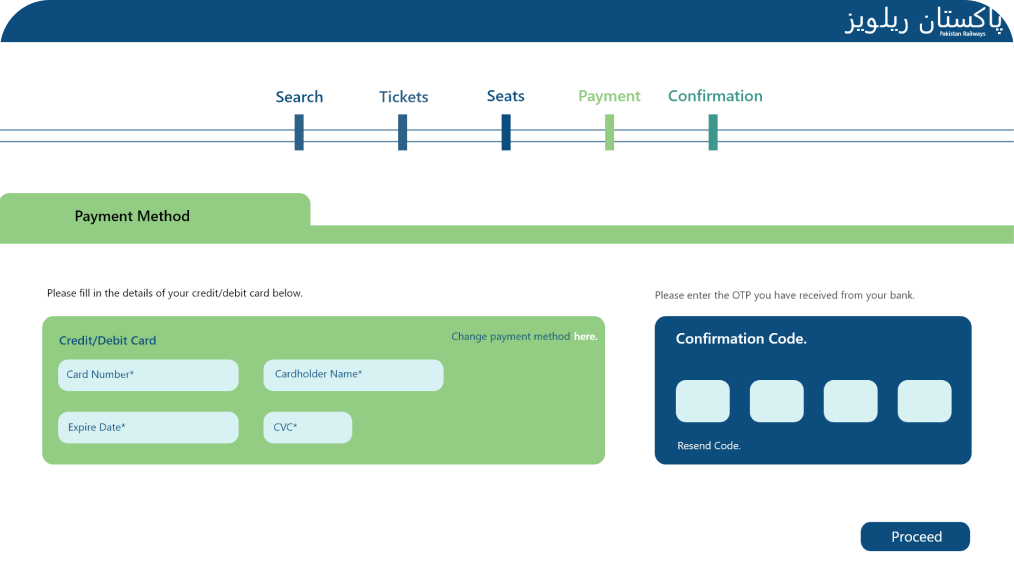 پاکستان ریلویز
Pakistan Railways
Search
Tickets
Seats
Payment
Confirmation
Payment Method
Please fill in the details of your credit/debit card below.
Please enter the OTP you have received from your bank.
Credit/Debit Card
Change payment method here.
Confirmation Code.
Card Number*
Cardholder Name*
Expire Date*
CVC*
Resend Code.
Proceed